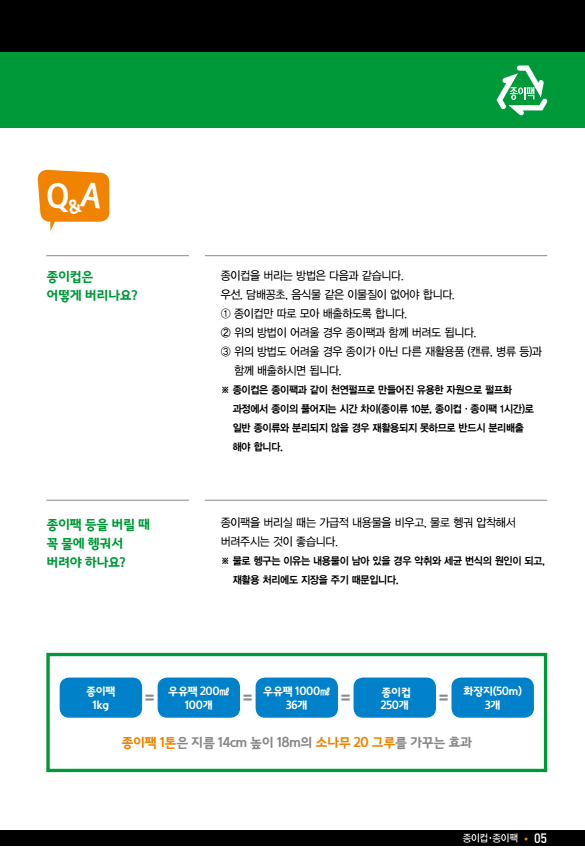 종이팩
Q&A
종이컵은
어떻게 버리나요?
종이컵을 버리는 방법은 다음과 같습니다.
우선, 담배꽁초, 음식물 같은 이물질이 없어야 합니다.
① 종이컵만 따로 모아 배출하도록 합니다.
② 위의 방법이 어려울 경우 종이팩과 함께 버려도 됩니다.
③ 위의 방법도 어려울 경우 종이가 아닌 다른 재활용품 (캔류, 병류 등)과
함께 배출하시면 됩니다.
※ 종이컵은 종이팩과 같이 천연펄프로 만들어진 유용한 자원으로 펄프화
과정에서 종이의 풀어지는 시간 차이(종이류 10분, 종이컵 · 종이팩 1시간)로
일반 종이류와 분리되지 않을 경우 재활용되지 못하므로 반드시 분리배출
해야 합니다.
종이팩 등을 버릴 때
꼭 물에 헹궈서
버려야 하나요?
종이팩을 버리실 때는 가급적 내용물을 비우고, 물로 헹궈 압착해서
버려주시는 것이 좋습니다.
※ 물로 헹구는 이유는 내용물이 남아 있을 경우 악취와 세균 번식의 원인이 되고,
재활용 처리에도 지장을 주기 때문입니다.
종이팩 1kg = 우유팩 200㎖ 100개 = 우유팩 1000㎖ 36개 = 종이컵 250개 = 화장지(50m) 3개
종이팩 1톤은 지름 14cm 높이 18m의 소나무 20 그루를 가꾸는 효과
종이컵·종이팩 • 05